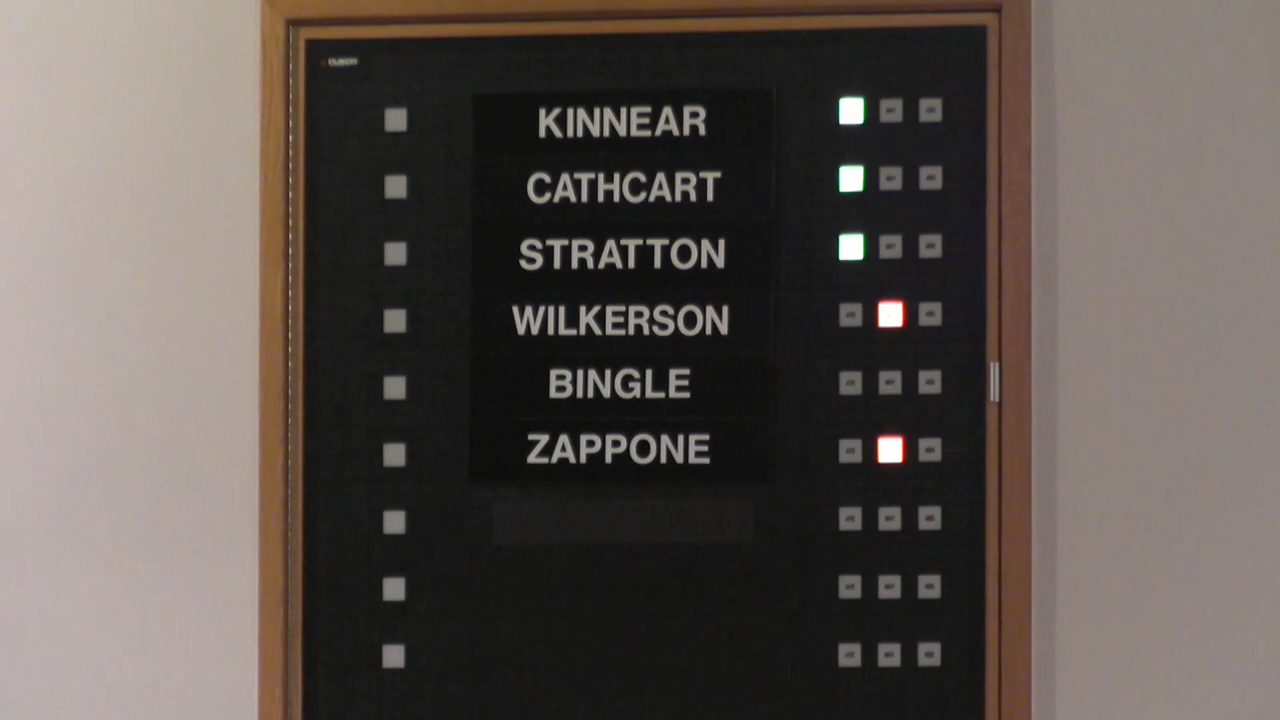 KINNEAR
CATHCART
STRATTON
WILKERSON
BINGLE
ZAPPONE